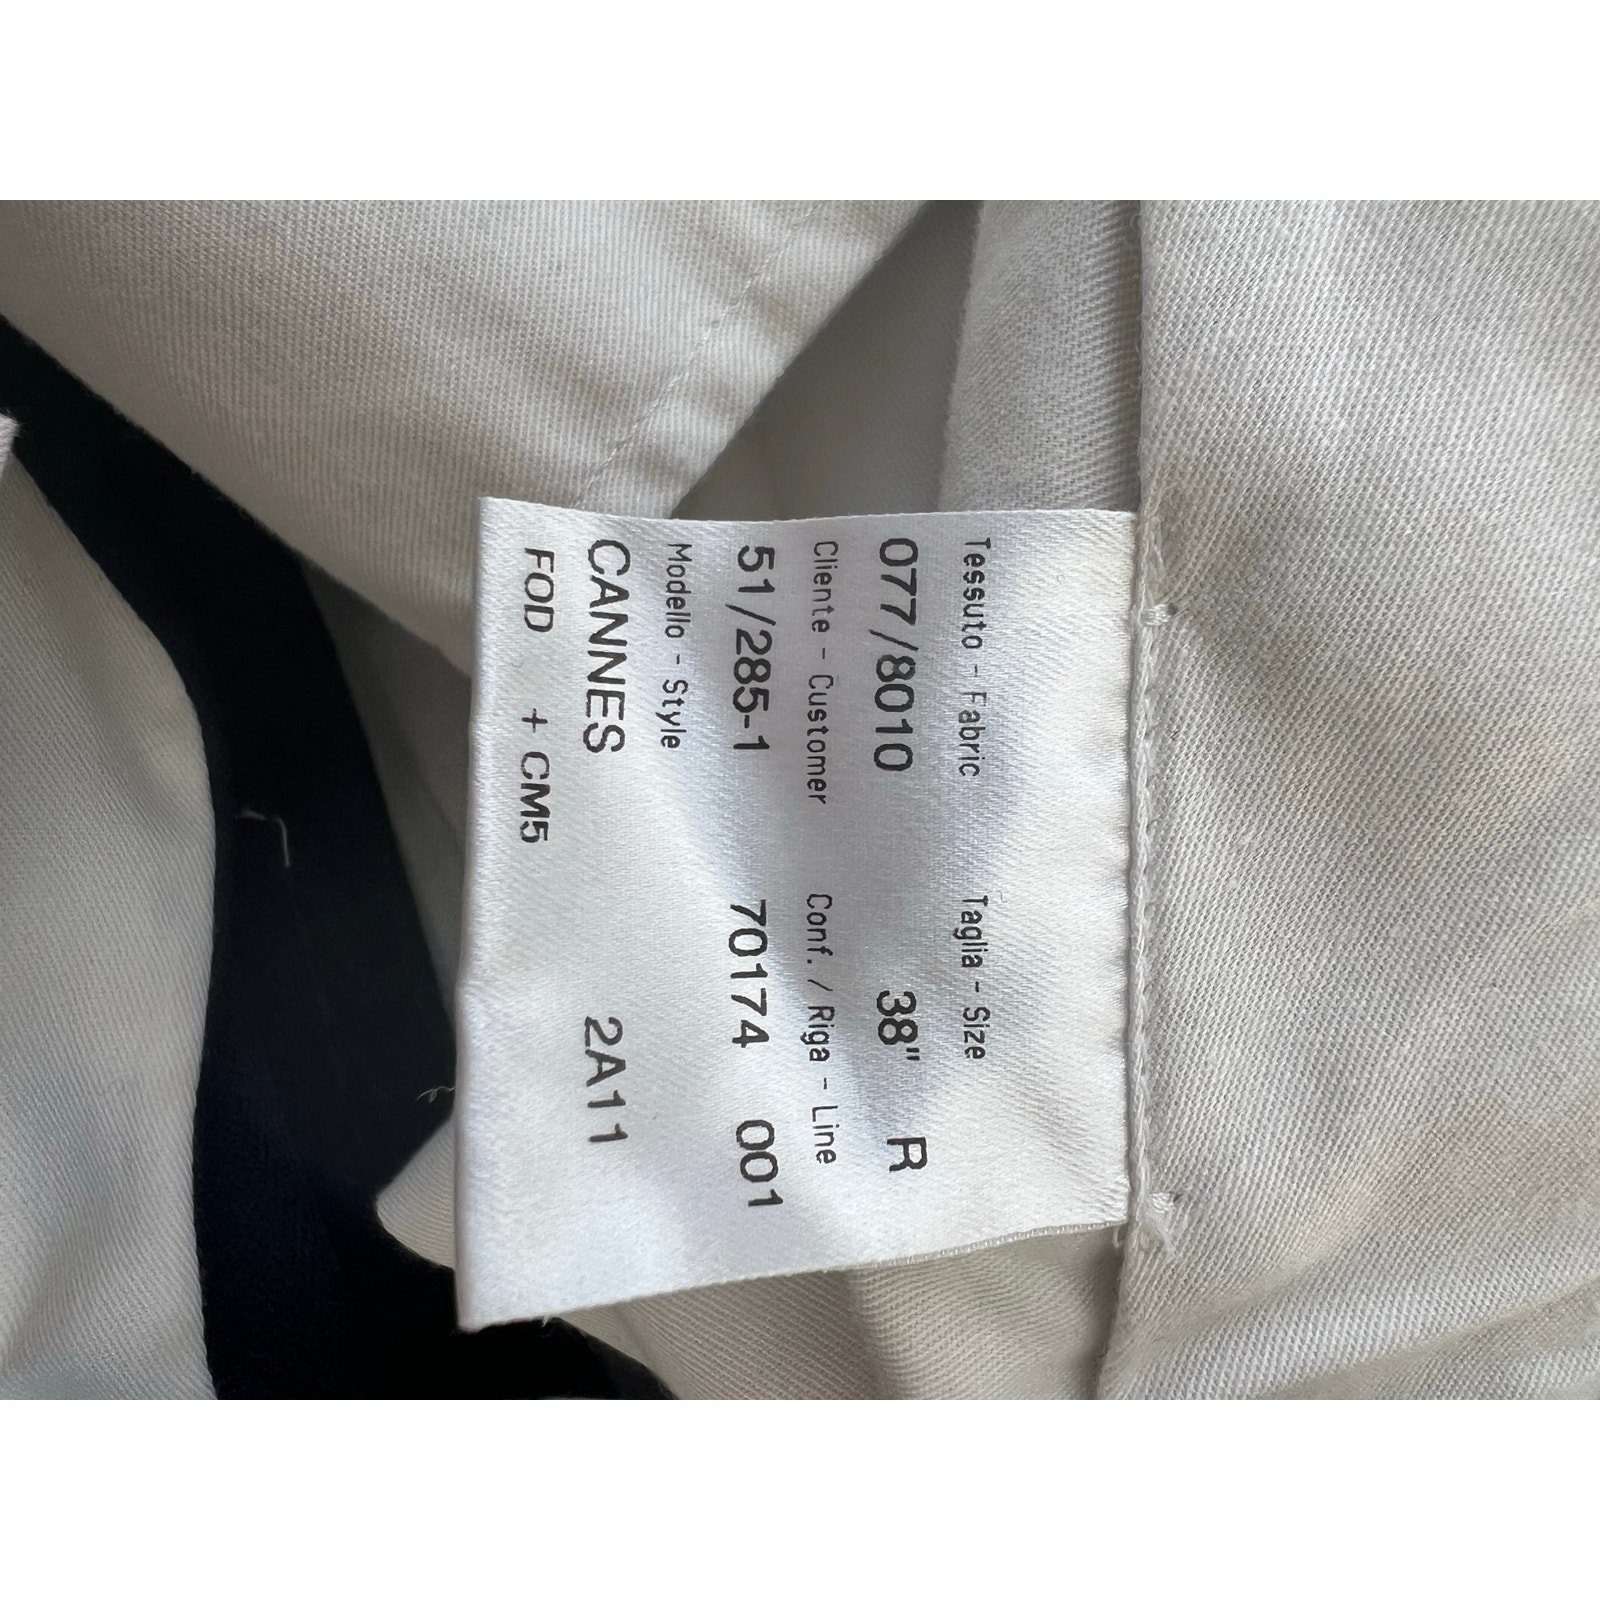 Tessuto - Fabric Taglia - Size
077/8010 38" R
Cliente - Customer Conf. / Riga - Line
51/285-1 70174 001
Modello - Style
CANNES 2A11
FOD + CM5